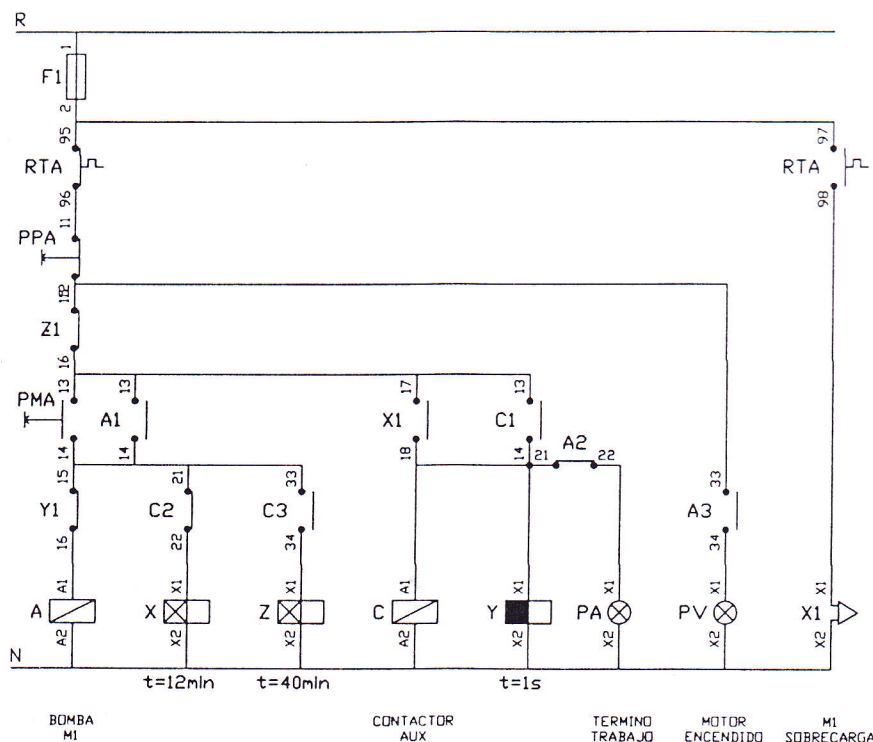 R
1
F1
2
95
97
RTA
RTA
96
98
11
PPA
Z1
16
13
13
17
13
PMA
A1
X1
C1
A2
14
14
18
14
21
22
15
21
33
33
Y1
C2
C3
A3
16
22
34
34
A1
X1
X1
A1
X1
X1
X1
X1
A
X
Z
C
Y
PA
PV
X1
A2
X2
X2
A2
X2
X2
X2
X2
N
t=12min
t=40min
t=1s
BOMBA
M1
CONTACTOR
AUX
TERMINO
TRABAJO
MOTOR
ENCENDIDO
M1
SOBRECARGA